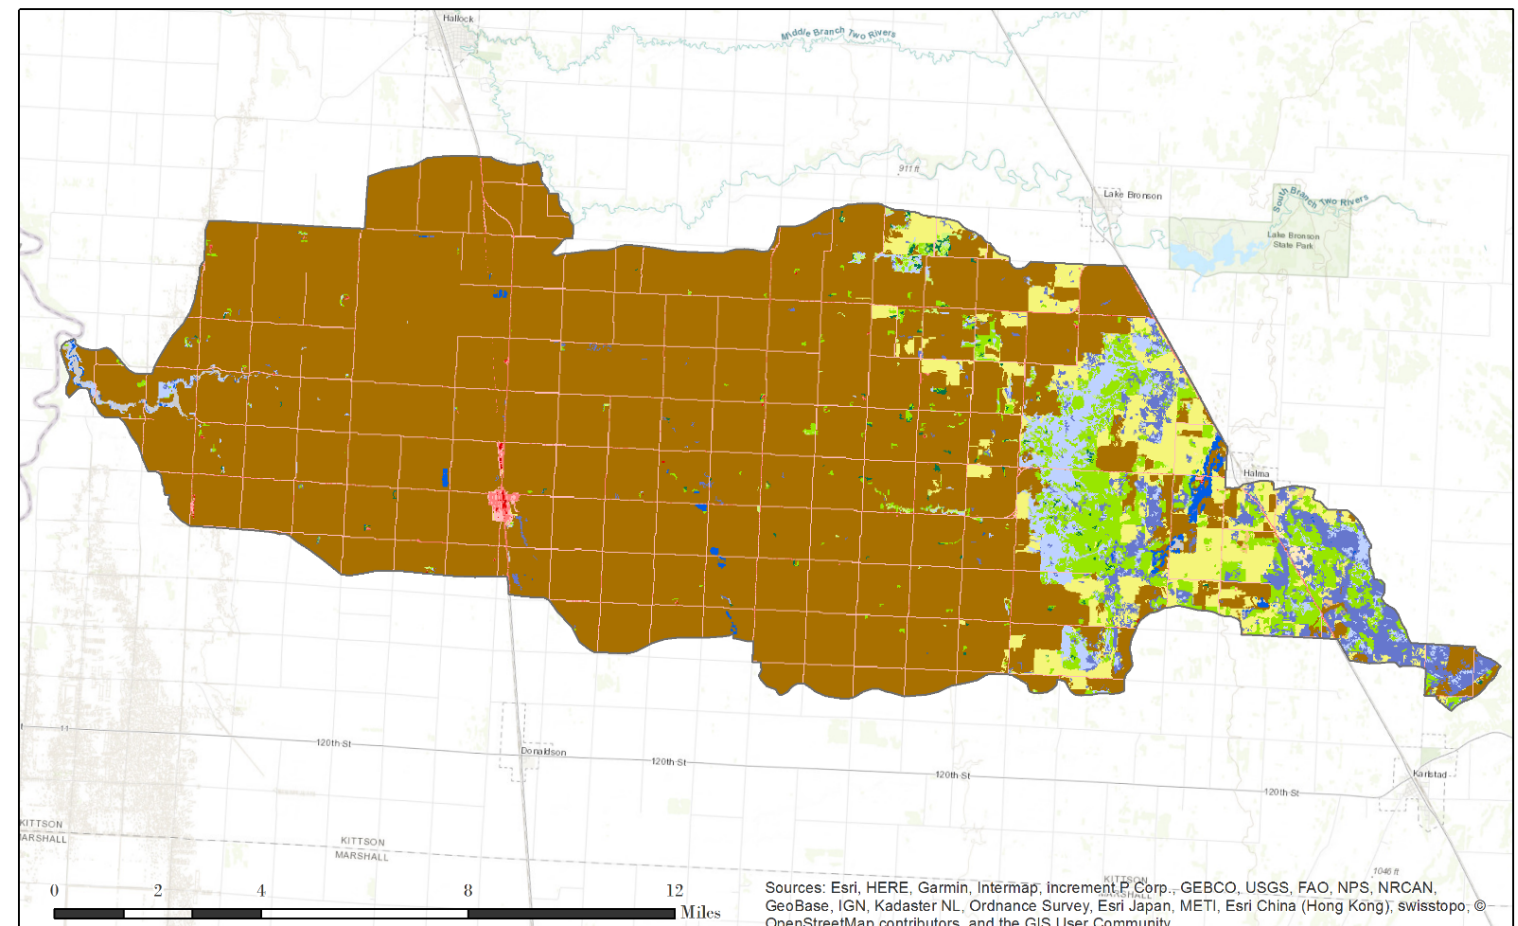 Hallock
Middle Branch Two Rivers
911 ft
Lake Bronson
South Branch Two Rivers
Lake Bronson
State Park
Halma
11
120th St
Donaldson
120th St
120th St
120th St
Karlstad
KITTSON
MARSHALL
KITTSON
MARSHALL
KITTSON
MARSHALL
1046 ft
0 2 4 8 12
Miles
Sources: Esri, HERE, Garmin, Intermap, increment P Corp., GEBCO, USGS, FAO, NPS, NRCAN,
GeoBase, IGN, Kadaster NL, Ordnance Survey, Esri Japan, METI, Esri China (Hong Kong), swisstopo, ©
OpenStreetMap contributors, and the GIS User Community